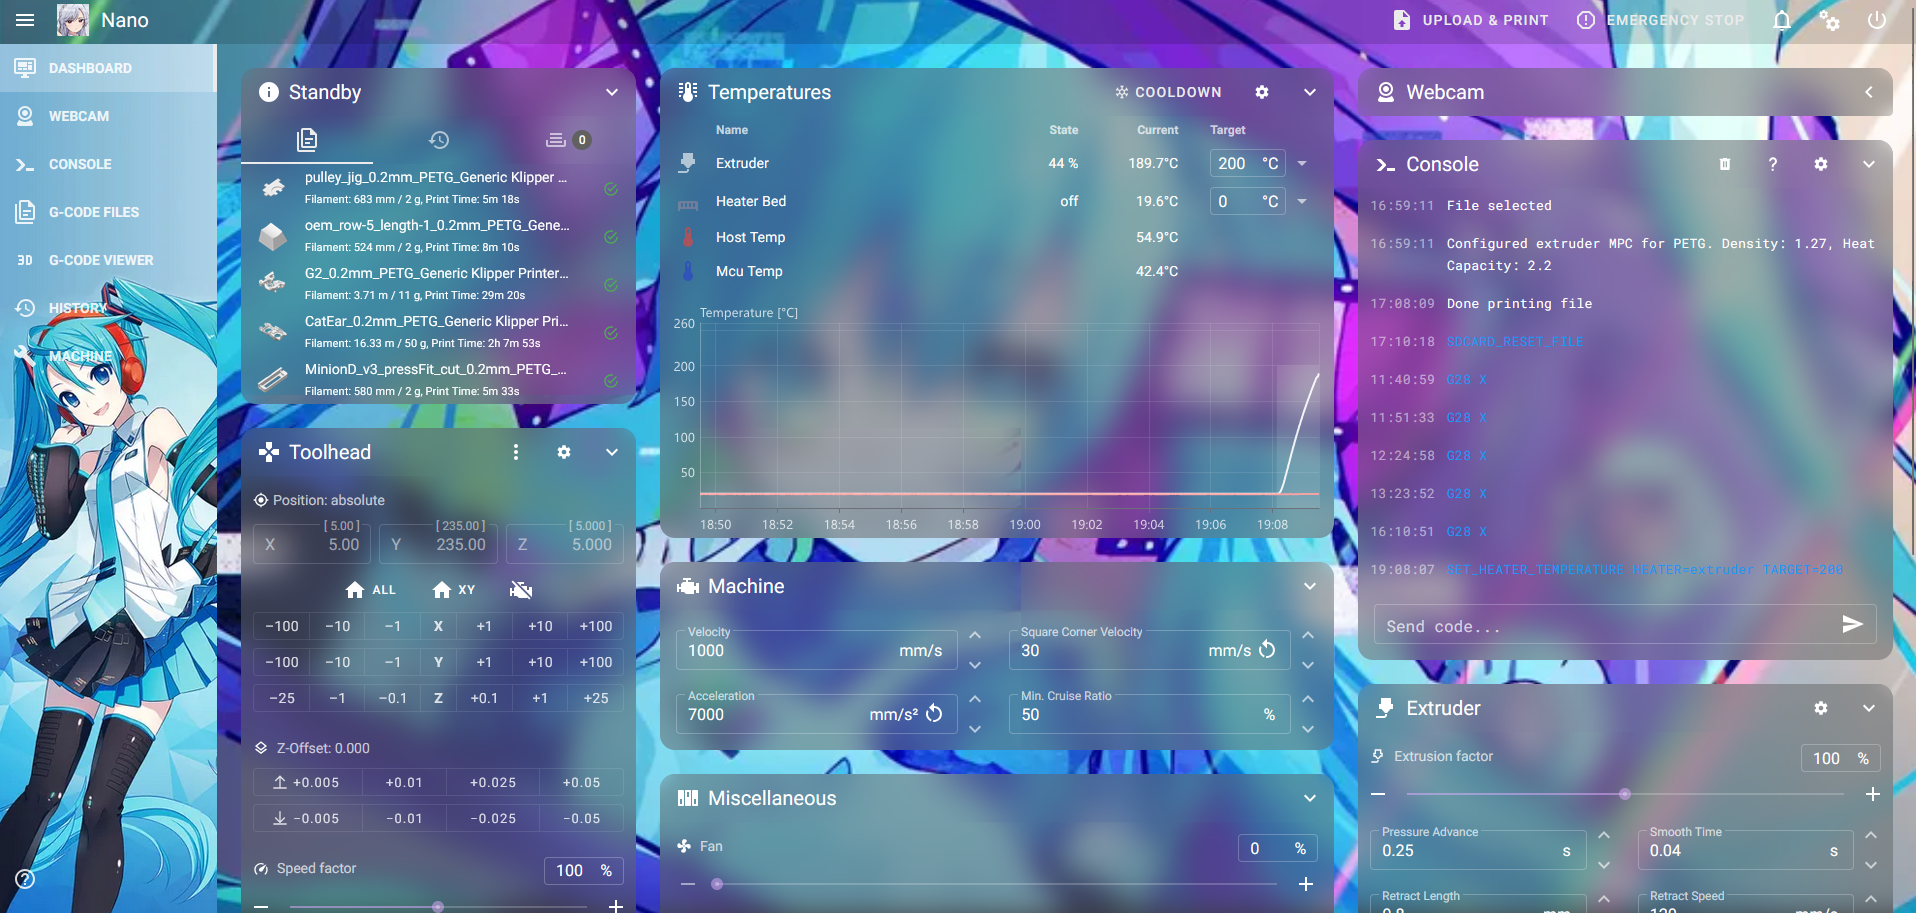 Nano
UPLOAD & PRINT
EMERGENCY STOP
DASHBOARD
WEBCAM
CONSOLE
G-CODE FILES
3D G-CODE VIEWER
HISTORY
MACHINE
Standby
0
pulley_jig_0.2mm_PETG_Generic Klipper ...
Filament: 683 mm / 2 g, Print Time: 5m 18s
oem_row-5_length-1_0.2mm_PETG_Gene...
Filament: 524 mm / 2 g, Print Time: 8m 10s
G2_0.2mm_PETG_Generic Klipper Printer...
Filament: 3.71 m / 11 g, Print Time: 29m 20s
CatEar_0.2mm_PETG_Generic Klipper Pri...
Filament: 16.33 m / 50 g, Print Time: 2h 7m 53s
MinionD_v3_pressFit_cut_0.2mm_PETG_...
Filament: 580 mm / 2 g, Print Time: 5m 33s
Toolhead
Position: absolute
[ 5.00 ] [ 235.00 ] [ 5.000 ]
X 5.00 Y 235.00 Z 5.000
ALL XY
−100 −10 −1 X +1 +10 +100
−100 −10 −1 Y +1 +10 +100
−25 −1 −0.1 Z +0.1 +1 +25
Z-Offset: 0.000
+0.005 +0.01 +0.025 +0.05
−0.005 −0.01 −0.025 −0.05
Speed factor 100 %
Temperatures
COOLDOWN
Name State Current Target
Extruder 44 % 189.7°C 200 °C
Heater Bed off 19.6°C 0 °C
Host Temp 54.9°C
Mcu Temp 42.4°C
Temperature [°C]
260
200
150
100
50
18:50 18:52 18:54 18:56 18:58 19:00 19:02 19:04 19:06 19:08
Machine
Velocity
1000 mm/s
Square Corner Velocity
30 mm/s
Acceleration
7000 mm/s²
Min. Cruise Ratio
50 %
Miscellaneous
Fan 0 %
Webcam
Console
16:59:11 File selected
16:59:11 Configured extruder MPC for PETG. Density: 1.27, Heat
Capacity: 2.2
17:08:09 Done printing file
17:10:18 SDCARD_RESET_FILE
11:40:59 G28 X
11:51:33 G28 X
12:24:58 G28 X
13:23:52 G28 X
16:10:51 G28 X
19:08:07 SET_HEATER_TEMPERATURE HEATER=extruder TARGET=200
Send code...
Extruder
Extrusion factor 100 %
Pressure Advance
0.25 s
Smooth Time
0.04 s
Retract Length
Retract Speed